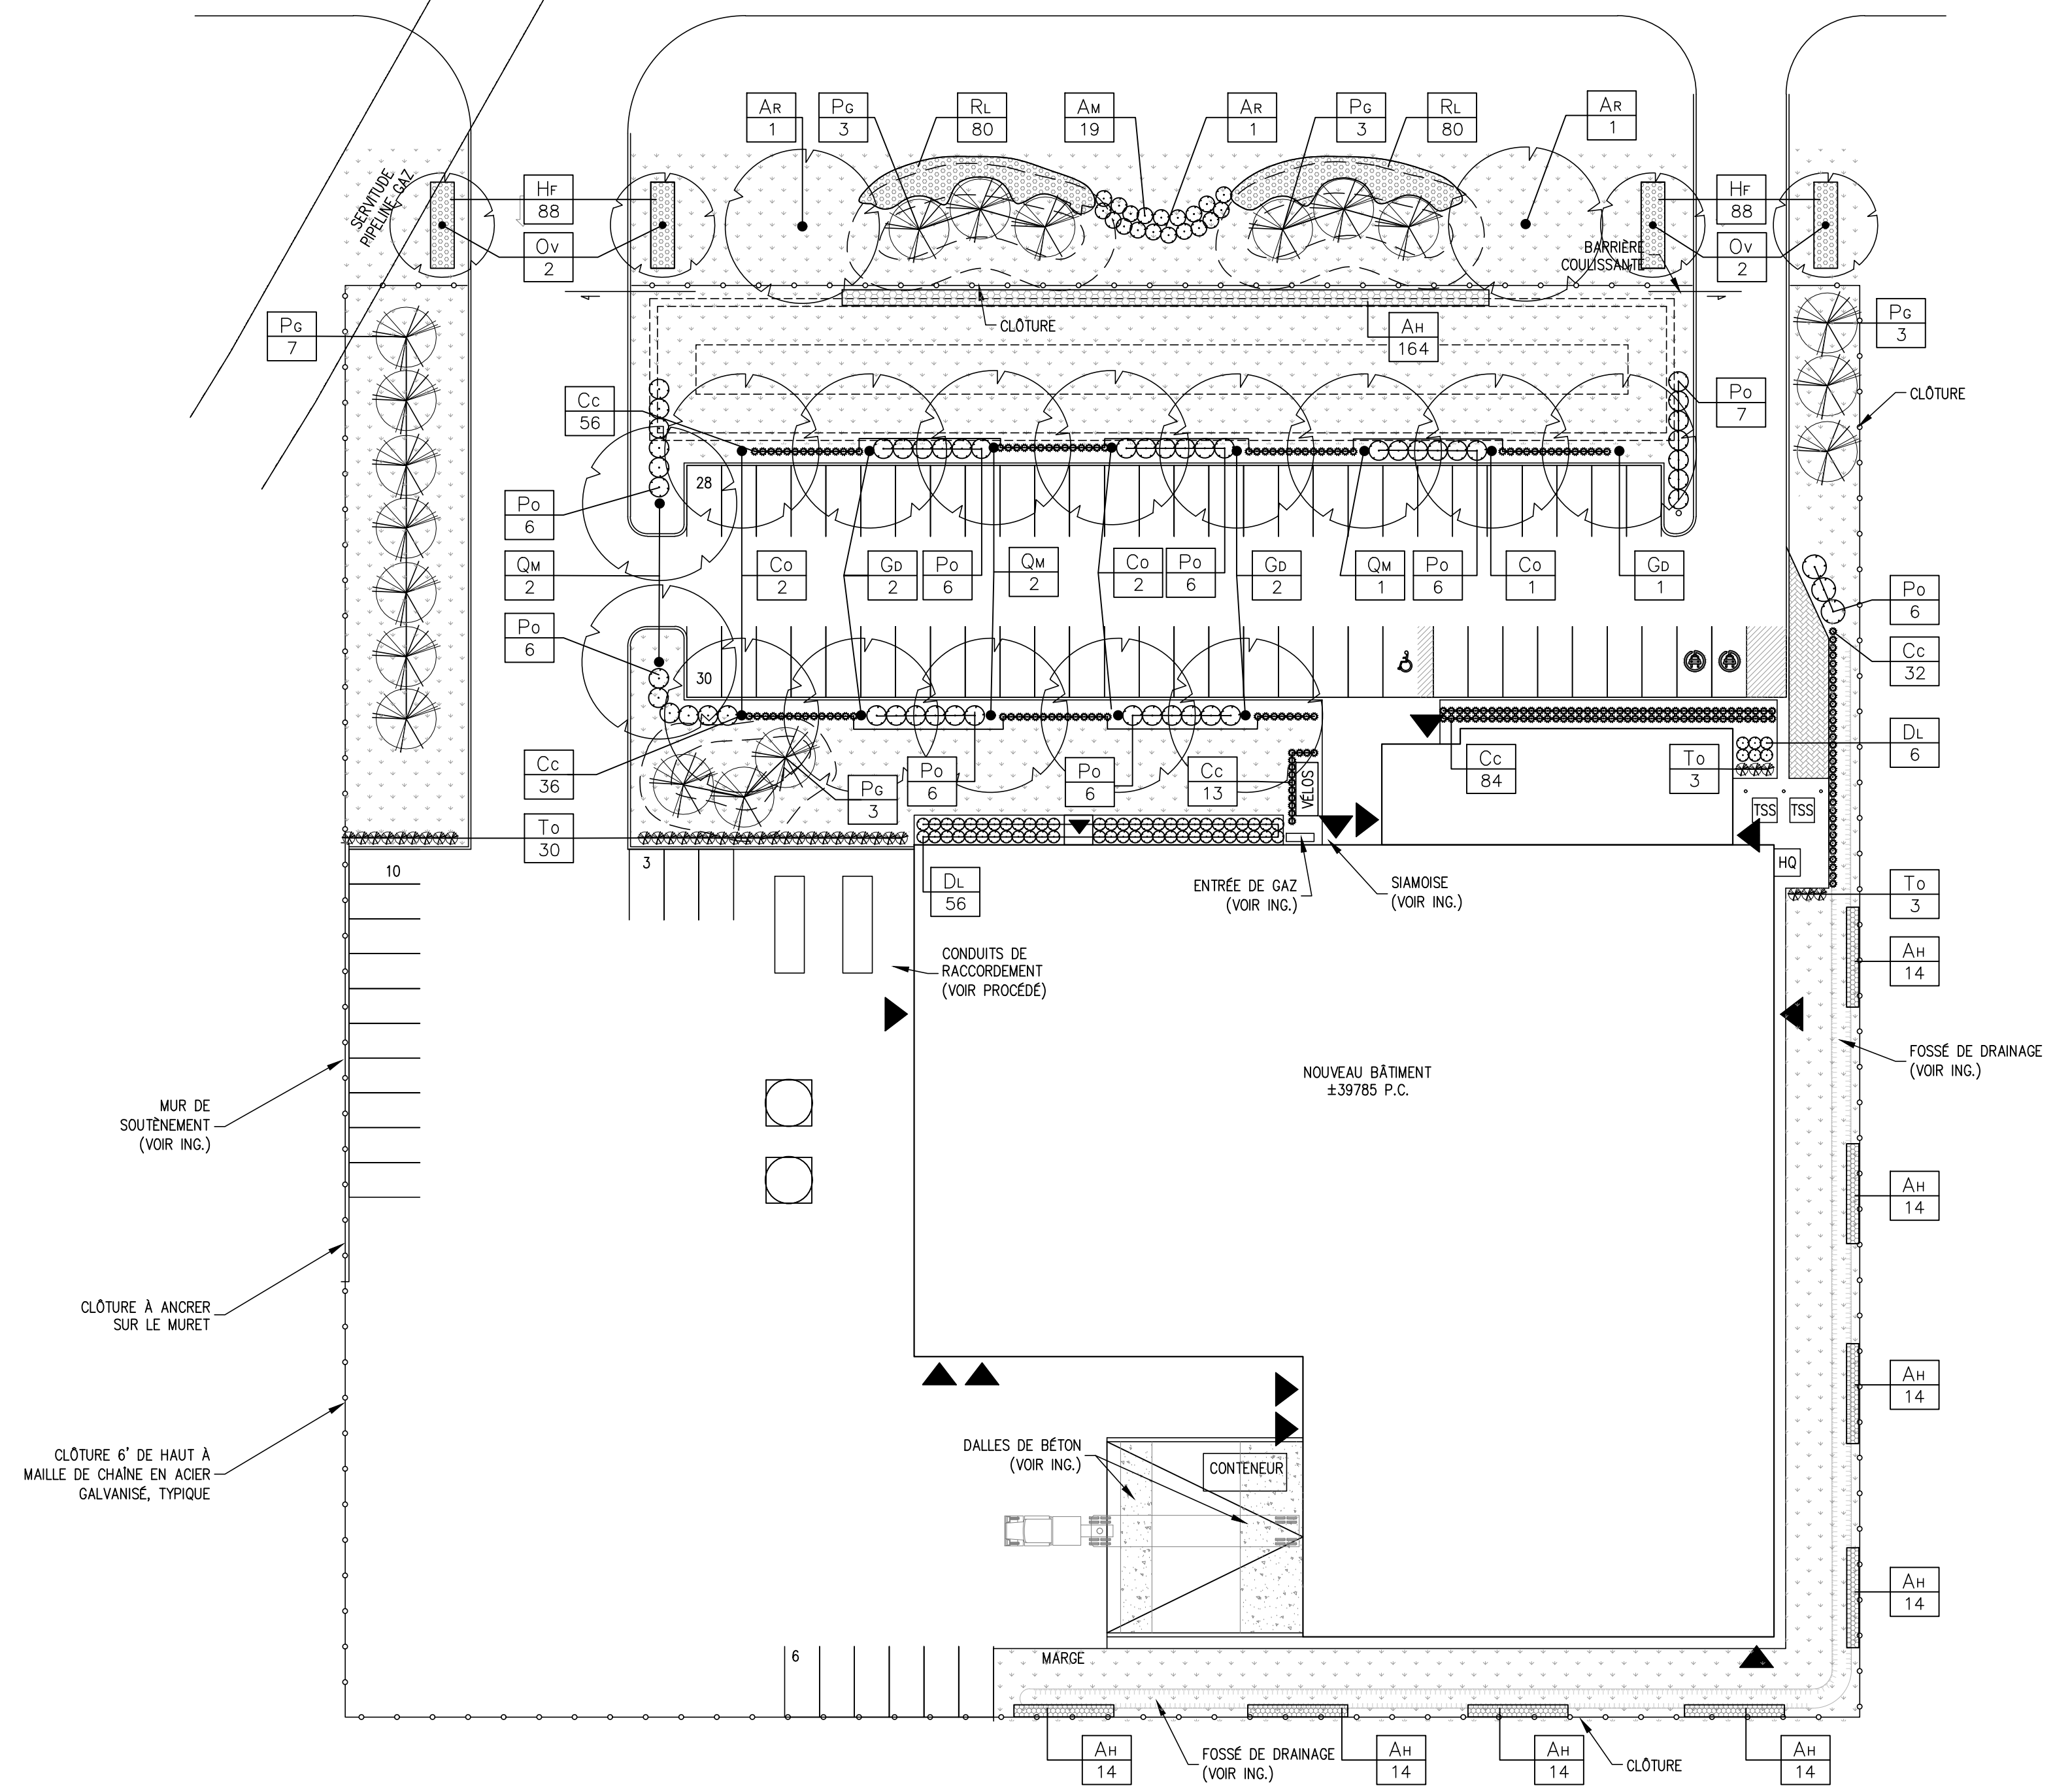 AR
1
PG
3
RL
80
AM
19
AR
1
PG
3
RL
80
AR
1
SERVITUDE
PIPELINE GAZ
HF
88
OV
2
HF
88
OV
2
BARRIÈRE
COULISSANTE
PG
7
CLÔTURE
AH
164
PG
3
CC
56
PO
7
CLÔTURE
28
PO
6
QM
2
CO
2
GD
2
PO
6
QM
2
CO
2
PO
6
GD
2
QM
1
PO
6
CO
1
GD
1
PO
6
PO
6
CC
32
30
CC
36
PG
3
PO
6
PO
6
CC
13
VÉLOS
CC
84
TO
3
DL
6
TSS
TSS
TO
30
10
3
HQ
DL
56
ENTRÉE DE GAZ
(VOIR ING.)
SIAMOISE
(VOIR ING.)
TO
3
CONDUITS DE
RACCORDEMENT
(VOIR PROCÉDÉ)
AH
14
FOSSÉ DE DRAINAGE
(VOIR ING.)
NOUVEAU BÂTIMENT
±39785 P.C.
MUR DE
SOUTÈNEMENT
(VOIR ING.)
AH
14
CLÔTURE À ANCRER
SUR LE MURET
AH
14
CLÔTURE 6' DE HAUT À
MAILLE DE CHAÎNE EN ACIER
GALVANISÉ, TYPIQUE
DALLES DE BÉTON
(VOIR ING.)
CONTENEUR
AH
14
6
MARGE
AH
14
FOSSÉ DE DRAINAGE
(VOIR ING.)
AH
14
AH
14
CLÔTURE
AH
14